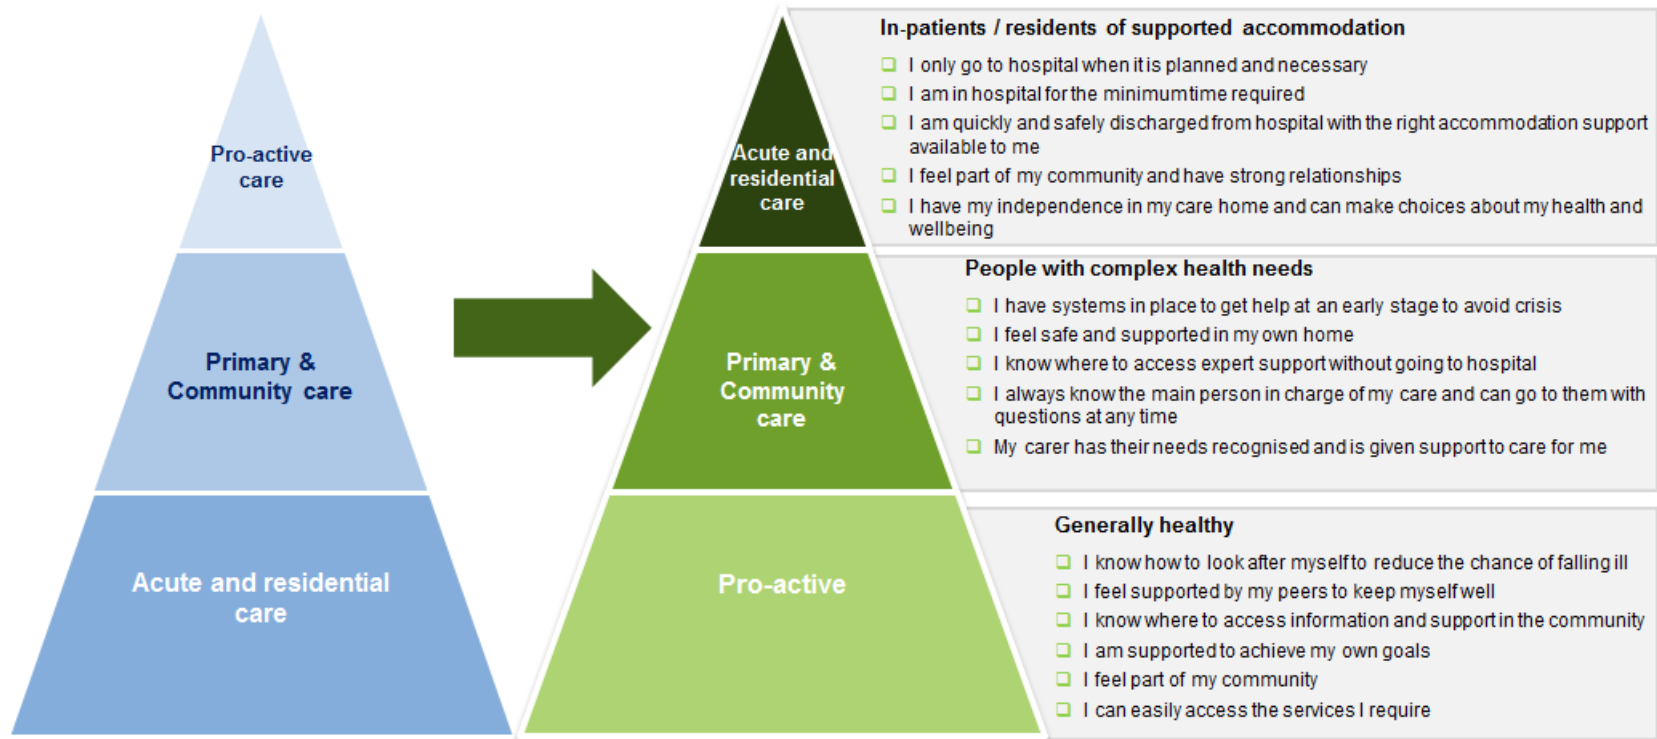 Pro-active
care
Primary &
Community care
Acute and residential
care
Acute and
residential
care
Primary &
Community
care
Pro-active
In-patients / residents of supported accommodation
I only go to hospital when it is planned and necessary
I am in hospital for the minimum time required
I am quickly and safely discharged from hospital with the right accommodation support
available to me
I feel part of my community and have strong relationships
I have my independence in my care home and can make choices about my health and
wellbeing
People with complex health needs
I have systems in place to get help at an early stage to avoid crisis
I feel safe and supported in my own home
I know where to access expert support without going to hospital
I always know the main person in charge of my care and can go to them with
questions at any time
My carer has their needs recognised and is given support to care for me
Generally healthy
I know how to look after myself to reduce the chance of falling ill
I feel supported by my peers to keep myself well
I know where to access information and support in the community
I am supported to achieve my own goals
I feel part of my community
I can easily access the services I require